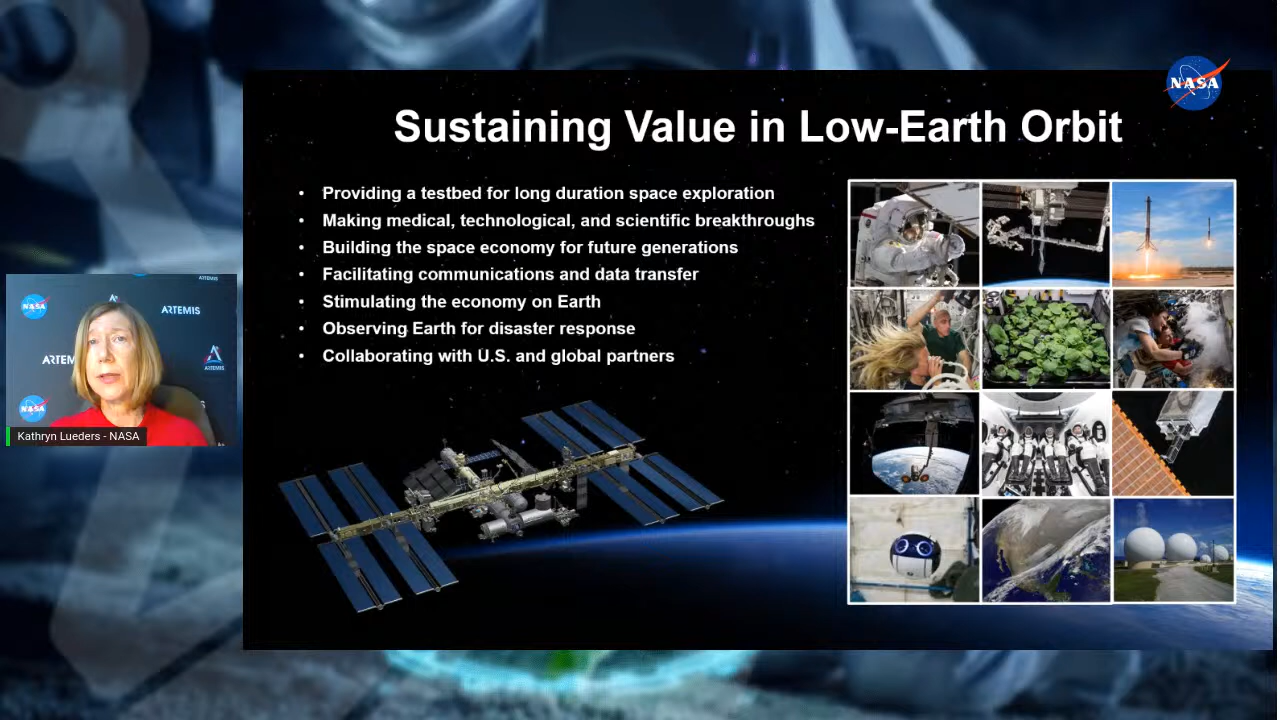 NASA
Sustaining Value in Low-Earth Orbit
• Providing a testbed for long duration space exploration
• Making medical, technological, and scientific breakthroughs
• Building the space economy for future generations
• Facilitating communications and data transfer
• Stimulating the economy on Earth
• Observing Earth for disaster response
• Collaborating with U.S. and global partners
ARTEMIS
NASA
ARTEMIS
ARTEM
ARTEMIS
NASA
Kathryn Lueders - NASA